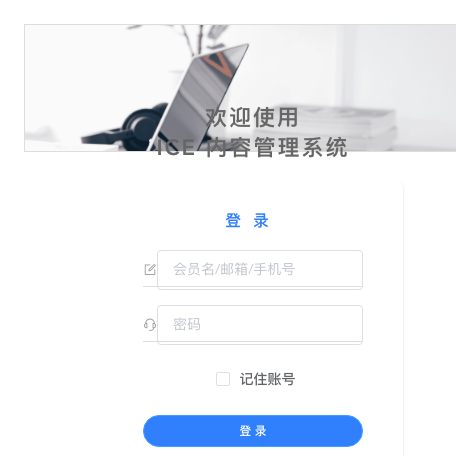 欢迎使用
ICE 内容管理系统
登 录
会员名/邮箱/手机号
密码
记住账号
登 录